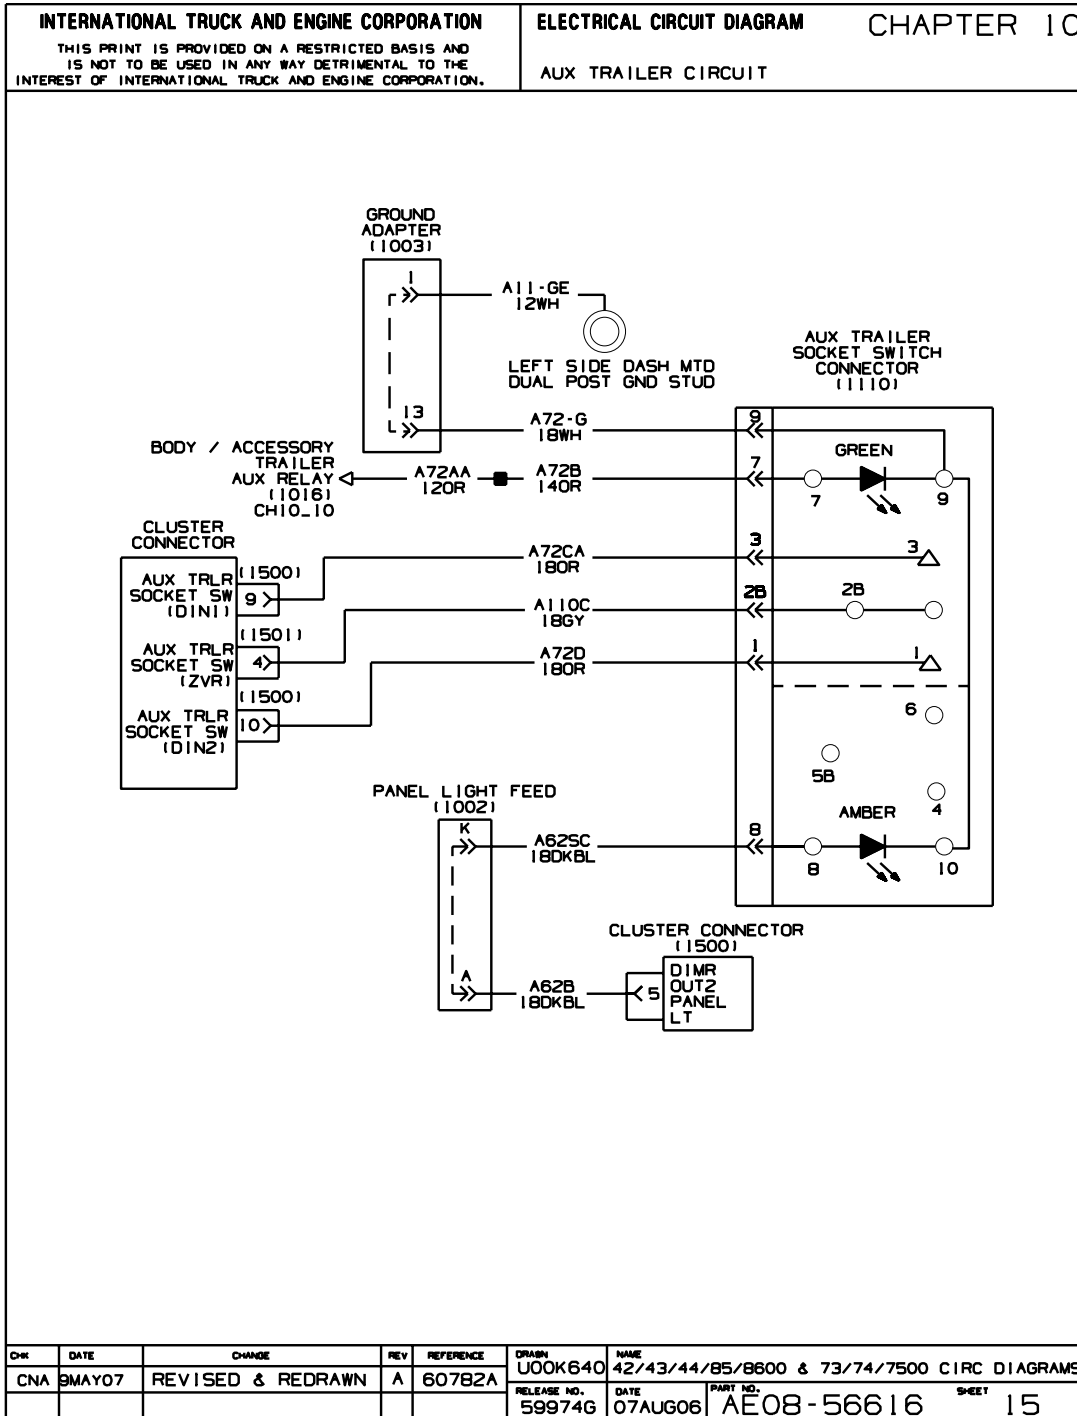 INTERNATIONAL TRUCK AND ENGINE CORPORATION
THIS PRINT IS PROVIDED ON A RESTRICTED BASIS AND
IS NOT TO BE USED IN ANY WAY DETRIMENTAL TO THE
INTEREST OF INTERNATIONAL TRUCK AND ENGINE CORPORATION.
ELECTRICAL CIRCUIT DIAGRAM
CHAPTER 10
AUX TRAILER CIRCUIT
GROUND
ADAPTER
(1003)
1
A11-GE
12WH
LEFT SIDE DASH MTD
DUAL POST GND STUD
13
A72-G
18WH
AUX TRAILER
SOCKET SWITCH
CONNECTOR
(1110)
9
BODY / ACCESSORY
TRAILER
AUX RELAY
(1016)
CH10_10
A72AA
12OR
A72B
14OR
7
GREEN
7
9
CLUSTER
CONNECTOR
AUX TRLR
SOCKET SW
(DIN1)
(1500)
9
A72CA
18OR
3
3
AUX TRLR
SOCKET SW
(ZVR)
(1501)
4
A110C
18GY
2B
2B
AUX TRLR
SOCKET SW
(DIN2)
(1500)
10
A72D
18OR
1
1
6
5B
4
PANEL LIGHT FEED
(1002)
K
A62SC
18DKBL
8
AMBER
8
10
A
A62B
18DKBL
CLUSTER CONNECTOR
(1500)
5
DIMR
OUT2
PANEL
LT
CHK DATE CHANGE REV REFERENCE
CNA 9MAY07 REVISED & REDRAWN A 60782A
DRAWN
U00K640
NAME
42/43/44/85/8600 & 73/74/7500 CIRC DIAGRAMS
RELEASE NO.
59974G
DATE
07AUG06
PART NO.
AE08-56616
SHEET
15